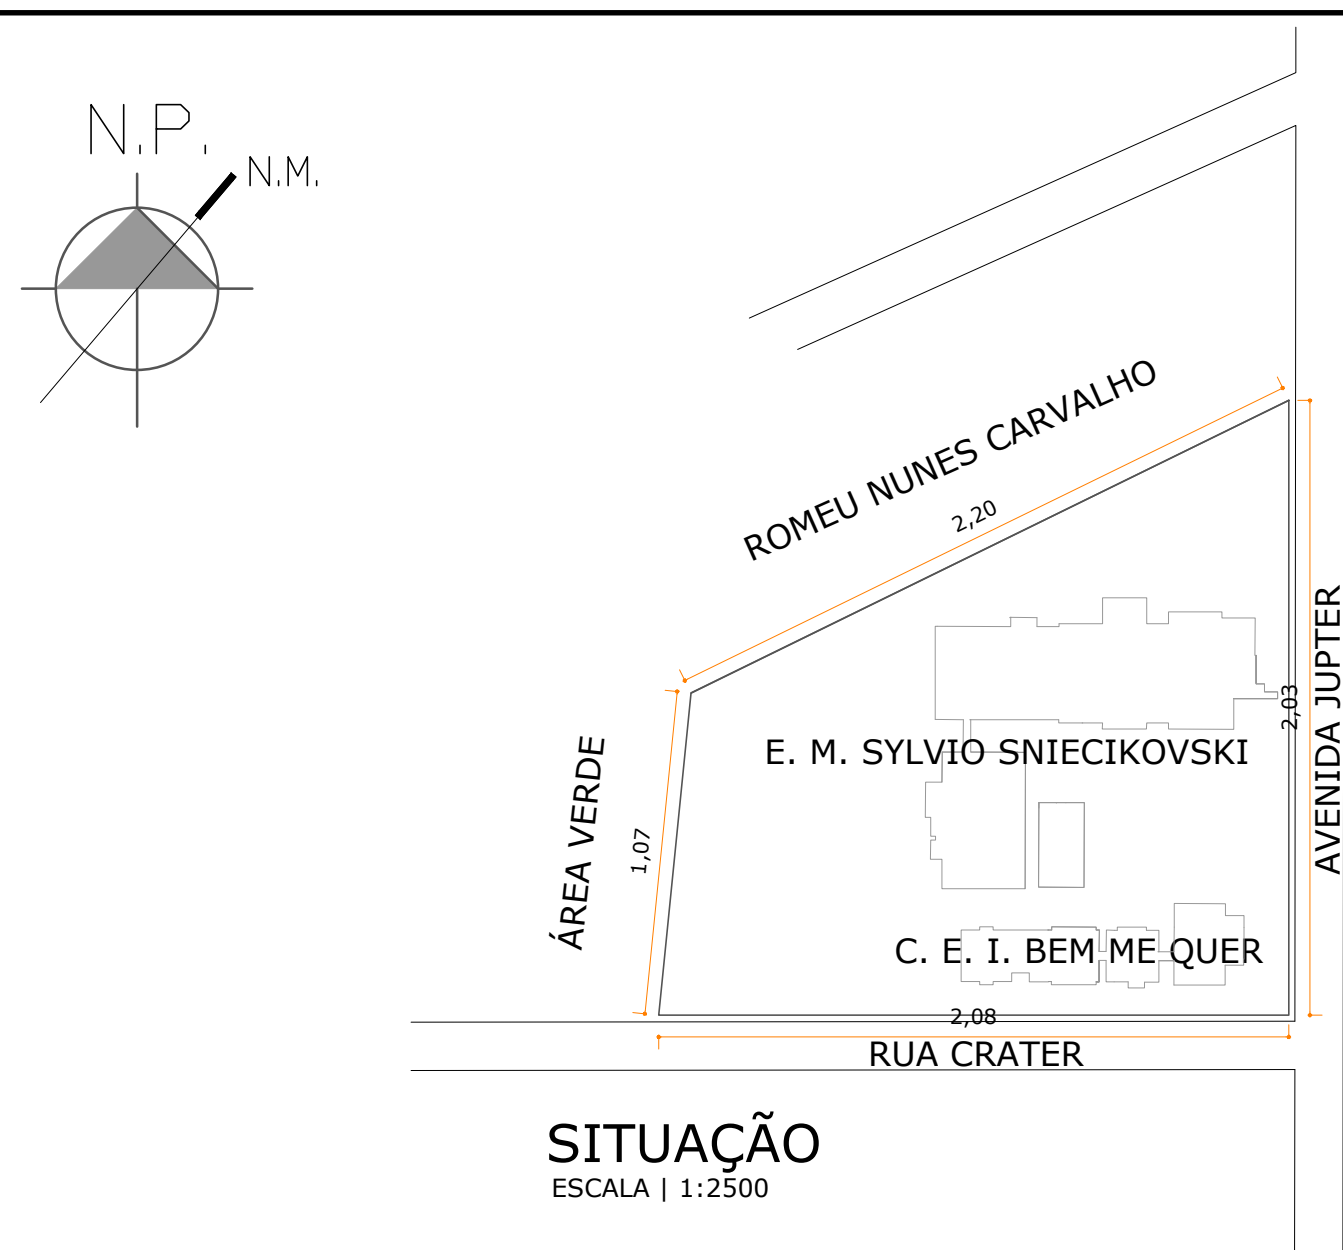 N.P.
N.M.
ROMEU NUNES CARVALHO
2,20
AVENIDA JUPTER
2,03
E. M. SYLVIO SNIECIKOVSKI
ÁREA VERDE
1,07
C. E. I. BEM ME QUER
2,08
RUA CRATER
SITUAÇÃO
ESCALA | 1:2500